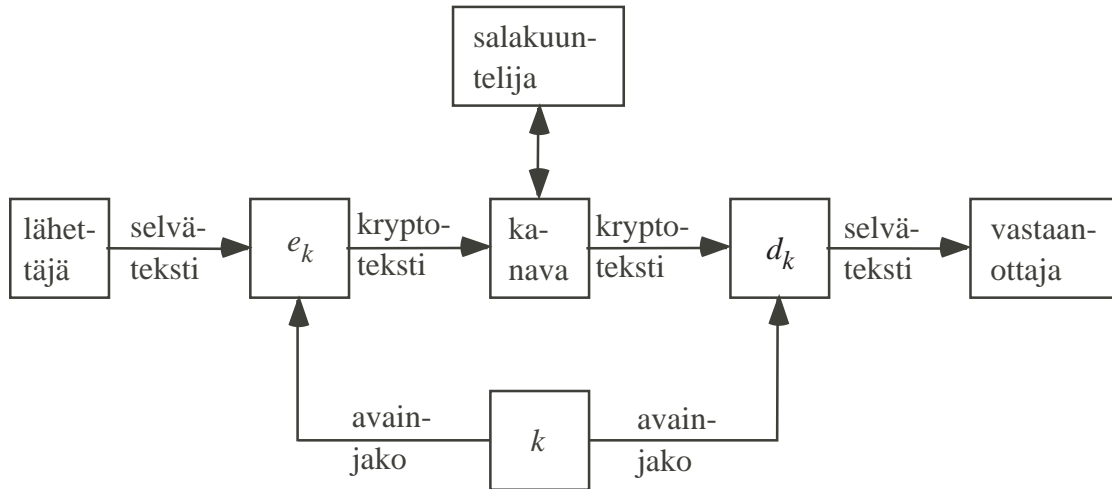 salakuun-
telija
lähet-
täjä
selvä-
teksti
e_k
krypto-
teksti
ka-
nava
krypto-
teksti
d_k
selvä-
teksti
vastaan-
ottaja
avain-
jako
k
avain-
jako